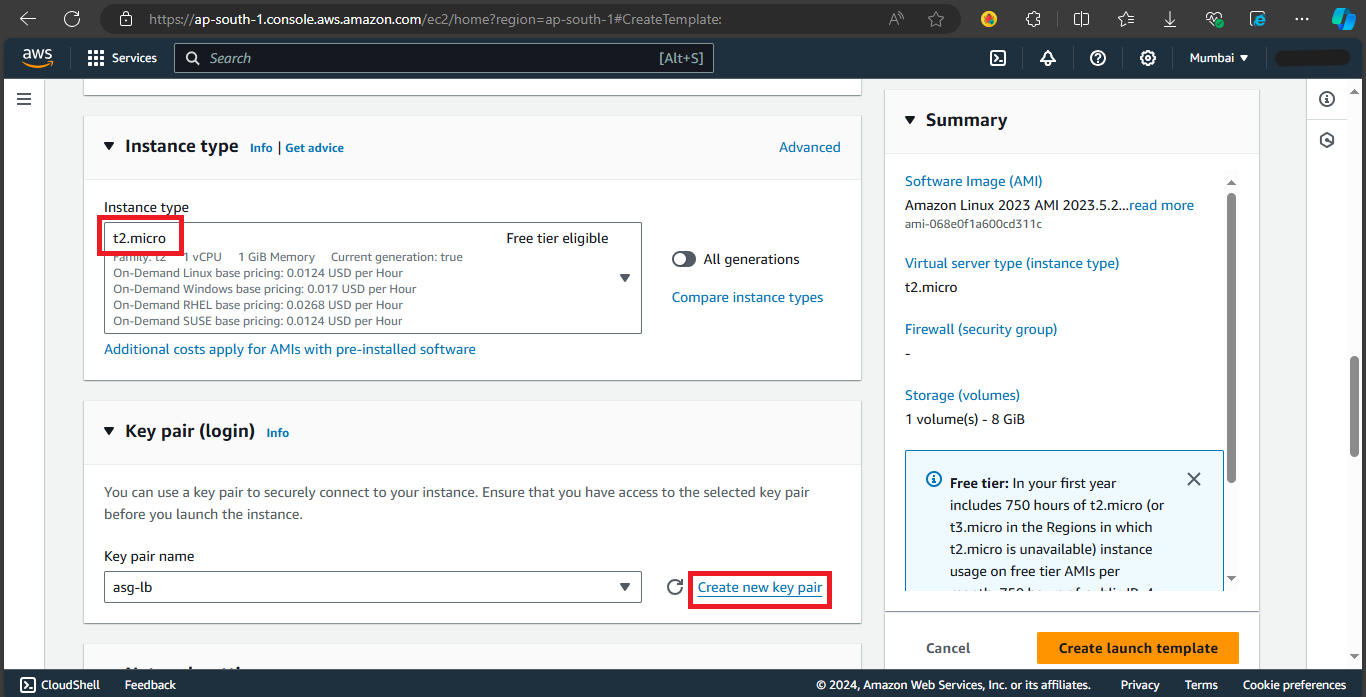 https://ap-south-1.console.aws.amazon.com/ec2/home?region=ap-south-1#CreateTemplate:
aws
Services
Search
[Alt+S]
Mumbai
Instance type
Info
Get advice
Advanced
Instance type
t2.micro
Free tier eligible
Family: t2 1 vCPU 1 GiB Memory Current generation: true
On-Demand Linux base pricing: 0.0124 USD per Hour
On-Demand Windows base pricing: 0.017 USD per Hour
On-Demand RHEL base pricing: 0.0268 USD per Hour
On-Demand SUSE base pricing: 0.0124 USD per Hour
All generations
Compare instance types
Additional costs apply for AMIs with pre-installed software
Key pair (login)
Info
You can use a key pair to securely connect to your instance. Ensure that you have access to the selected key pair
before you launch the instance.
Key pair name
asg-lb
Create new key pair
Summary
Software Image (AMI)
Amazon Linux 2023 AMI 2023.5.2...read more
ami-068e0f1a600cd311c
Virtual server type (instance type)
t2.micro
Firewall (security group)
-
Storage (volumes)
1 volume(s) - 8 GiB
Free tier: In your first year
includes 750 hours of t2.micro (or
t3.micro in the Regions in which
t2.micro is unavailable) instance
usage on free tier AMIs per
Cancel
Create launch template
CloudShell
Feedback
© 2024, Amazon Web Services, Inc. or its affiliates.
Privacy
Terms
Cookie preferences